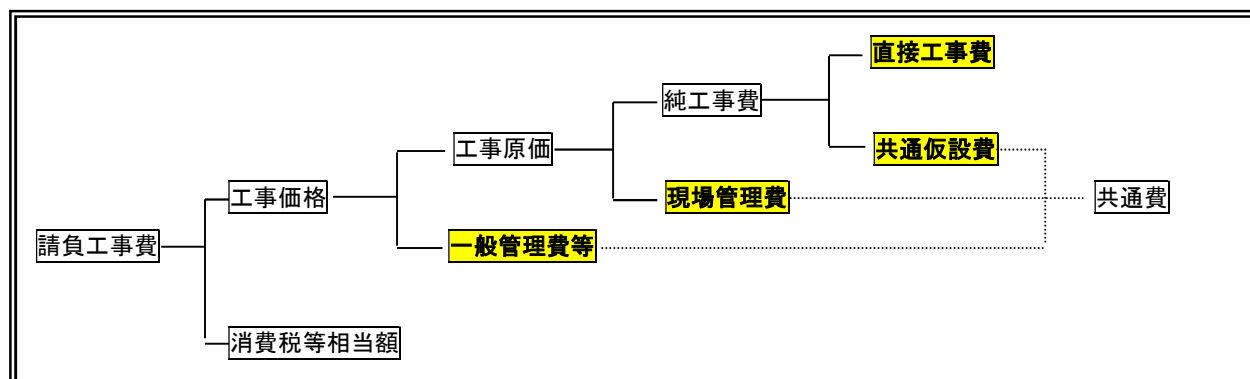 直接工事費
純工事費
工事原価
共通仮設費
工事価格
現場管理費
共通費
請負工事費
一般管理費等
消費税等相当額